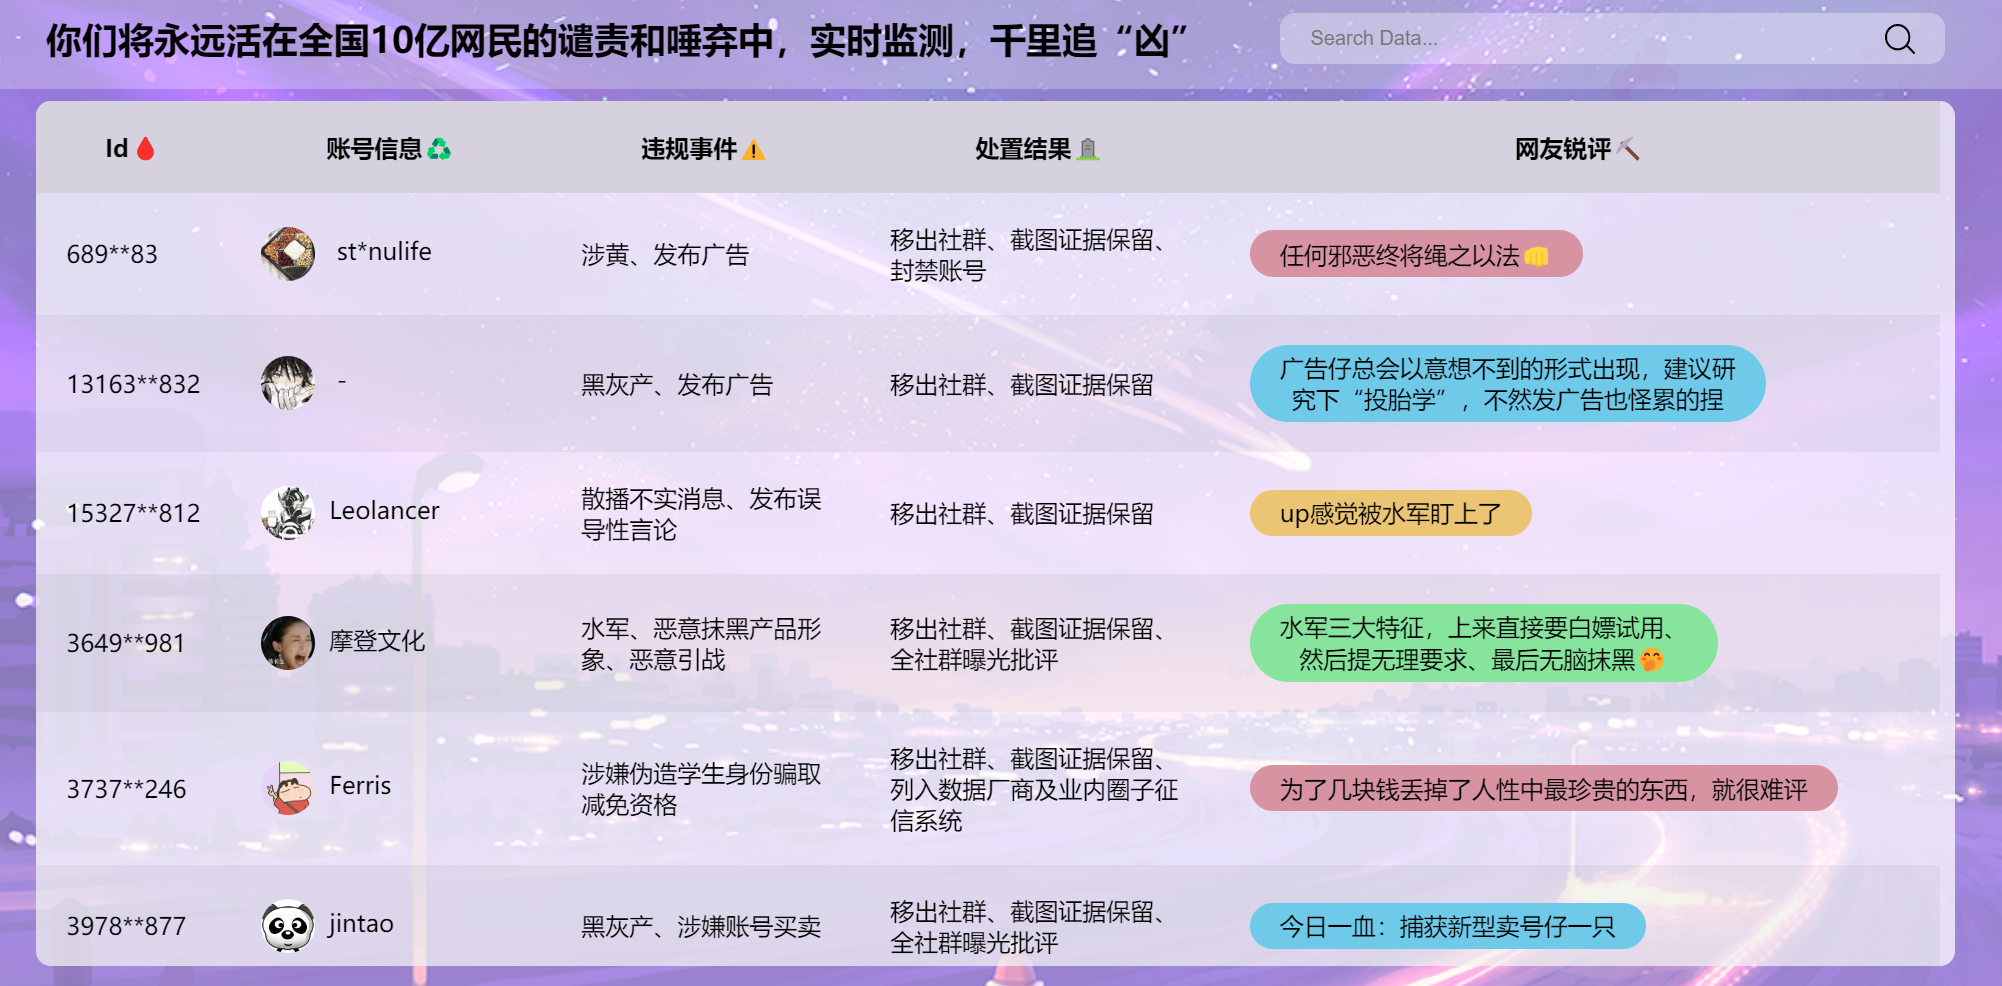 你们将永远活在全国10亿网民的谴责和唾弃中，实时监测，千里追“凶”
Search Data...
Id🩸 账号信息♻️ 违规事件⚠️ 处置结果🪦 网友锐评⛏️
689**83
st*nulife
涉黄、发布广告
移出社群、截图证据保留、
封禁账号
任何邪恶终将绳之以法👊
13163**832
-
黑灰产、发布广告
移出社群、截图证据保留
广告仔总会以意想不到的形式出现，建议研
究下“投胎学”，不然发广告也怪累的捏
15327**812
Leolancer
散播不实消息、发布误
导性言论
移出社群、截图证据保留
up感觉被水军盯上了
3649**981
摩登文化
水军、恶意抹黑产品形
象、恶意引战
移出社群、截图证据保留、
全社群曝光批评
水军三大特征，上来直接要白嫖试用、
然后提无理要求、最后无脑抹黑🤭
3737**246
Ferris
涉嫌伪造学生身份骗取
减免资格
移出社群、截图证据保留、
列入数据厂商及业内圈子征
信系统
为了几块钱丢掉了人性中最珍贵的东西，就很难评
3978**877
jintao
黑灰产、涉嫌账号买卖
移出社群、截图证据保留、
全社群曝光批评
今日一血：捕获新型卖号仔一只